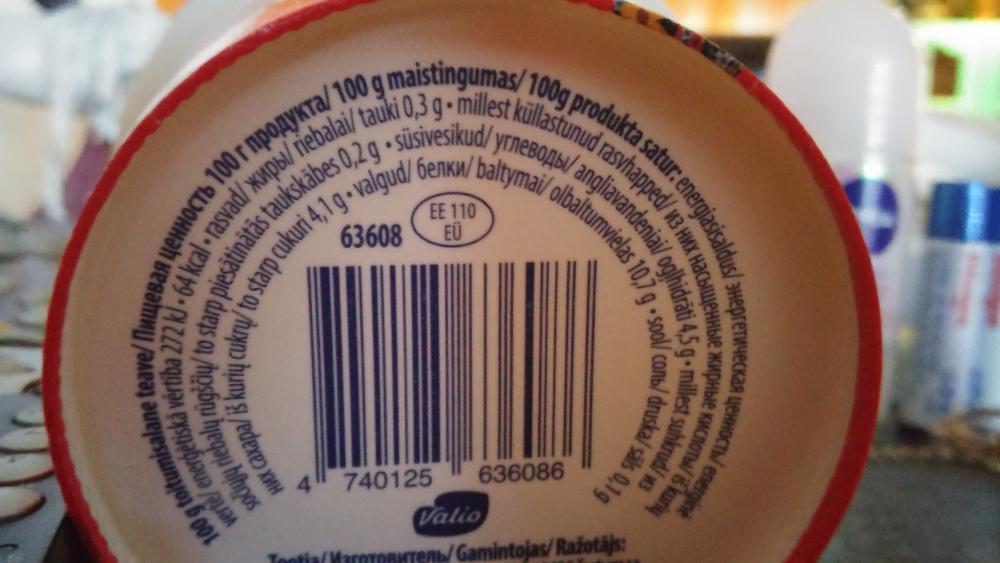 100 g toitumisalane teave/ Пищевая ценность 100 г продукта/ 100 g maistingumas/ 100g produkta satur: energiasisaldus/ энергетическая ценность/ energinė
vertė/ enerģētiskā vērtība 272 kJ • 64 kcal • rasvad/ жиры/ riebalai/ tauki 0,3 g • millest küllastunud rasvhapped/ из них насыщенные жирные кислоты/ iš kurių
sočiųjų riebalų rūgščių/ to starp piesātinātās taukskābes 0,2 g • süsivesikud/ углеводы/ angliavandeniai/ ogļhidrāti 4,5 g • millest suhkrud/ из
них сахара/ iš kurių cukrų/ to starp cukuri 4,1 g • valgud/ белки/ baltymai/ olbaltumvielas 10,7 g • sool/ соль/ druska/ sāls 0,1 g
63608
EE 110
EÜ
4 740125 636086
Valio
Tootja/ Изготовитель/ Gamintojas/ Ražotājs: